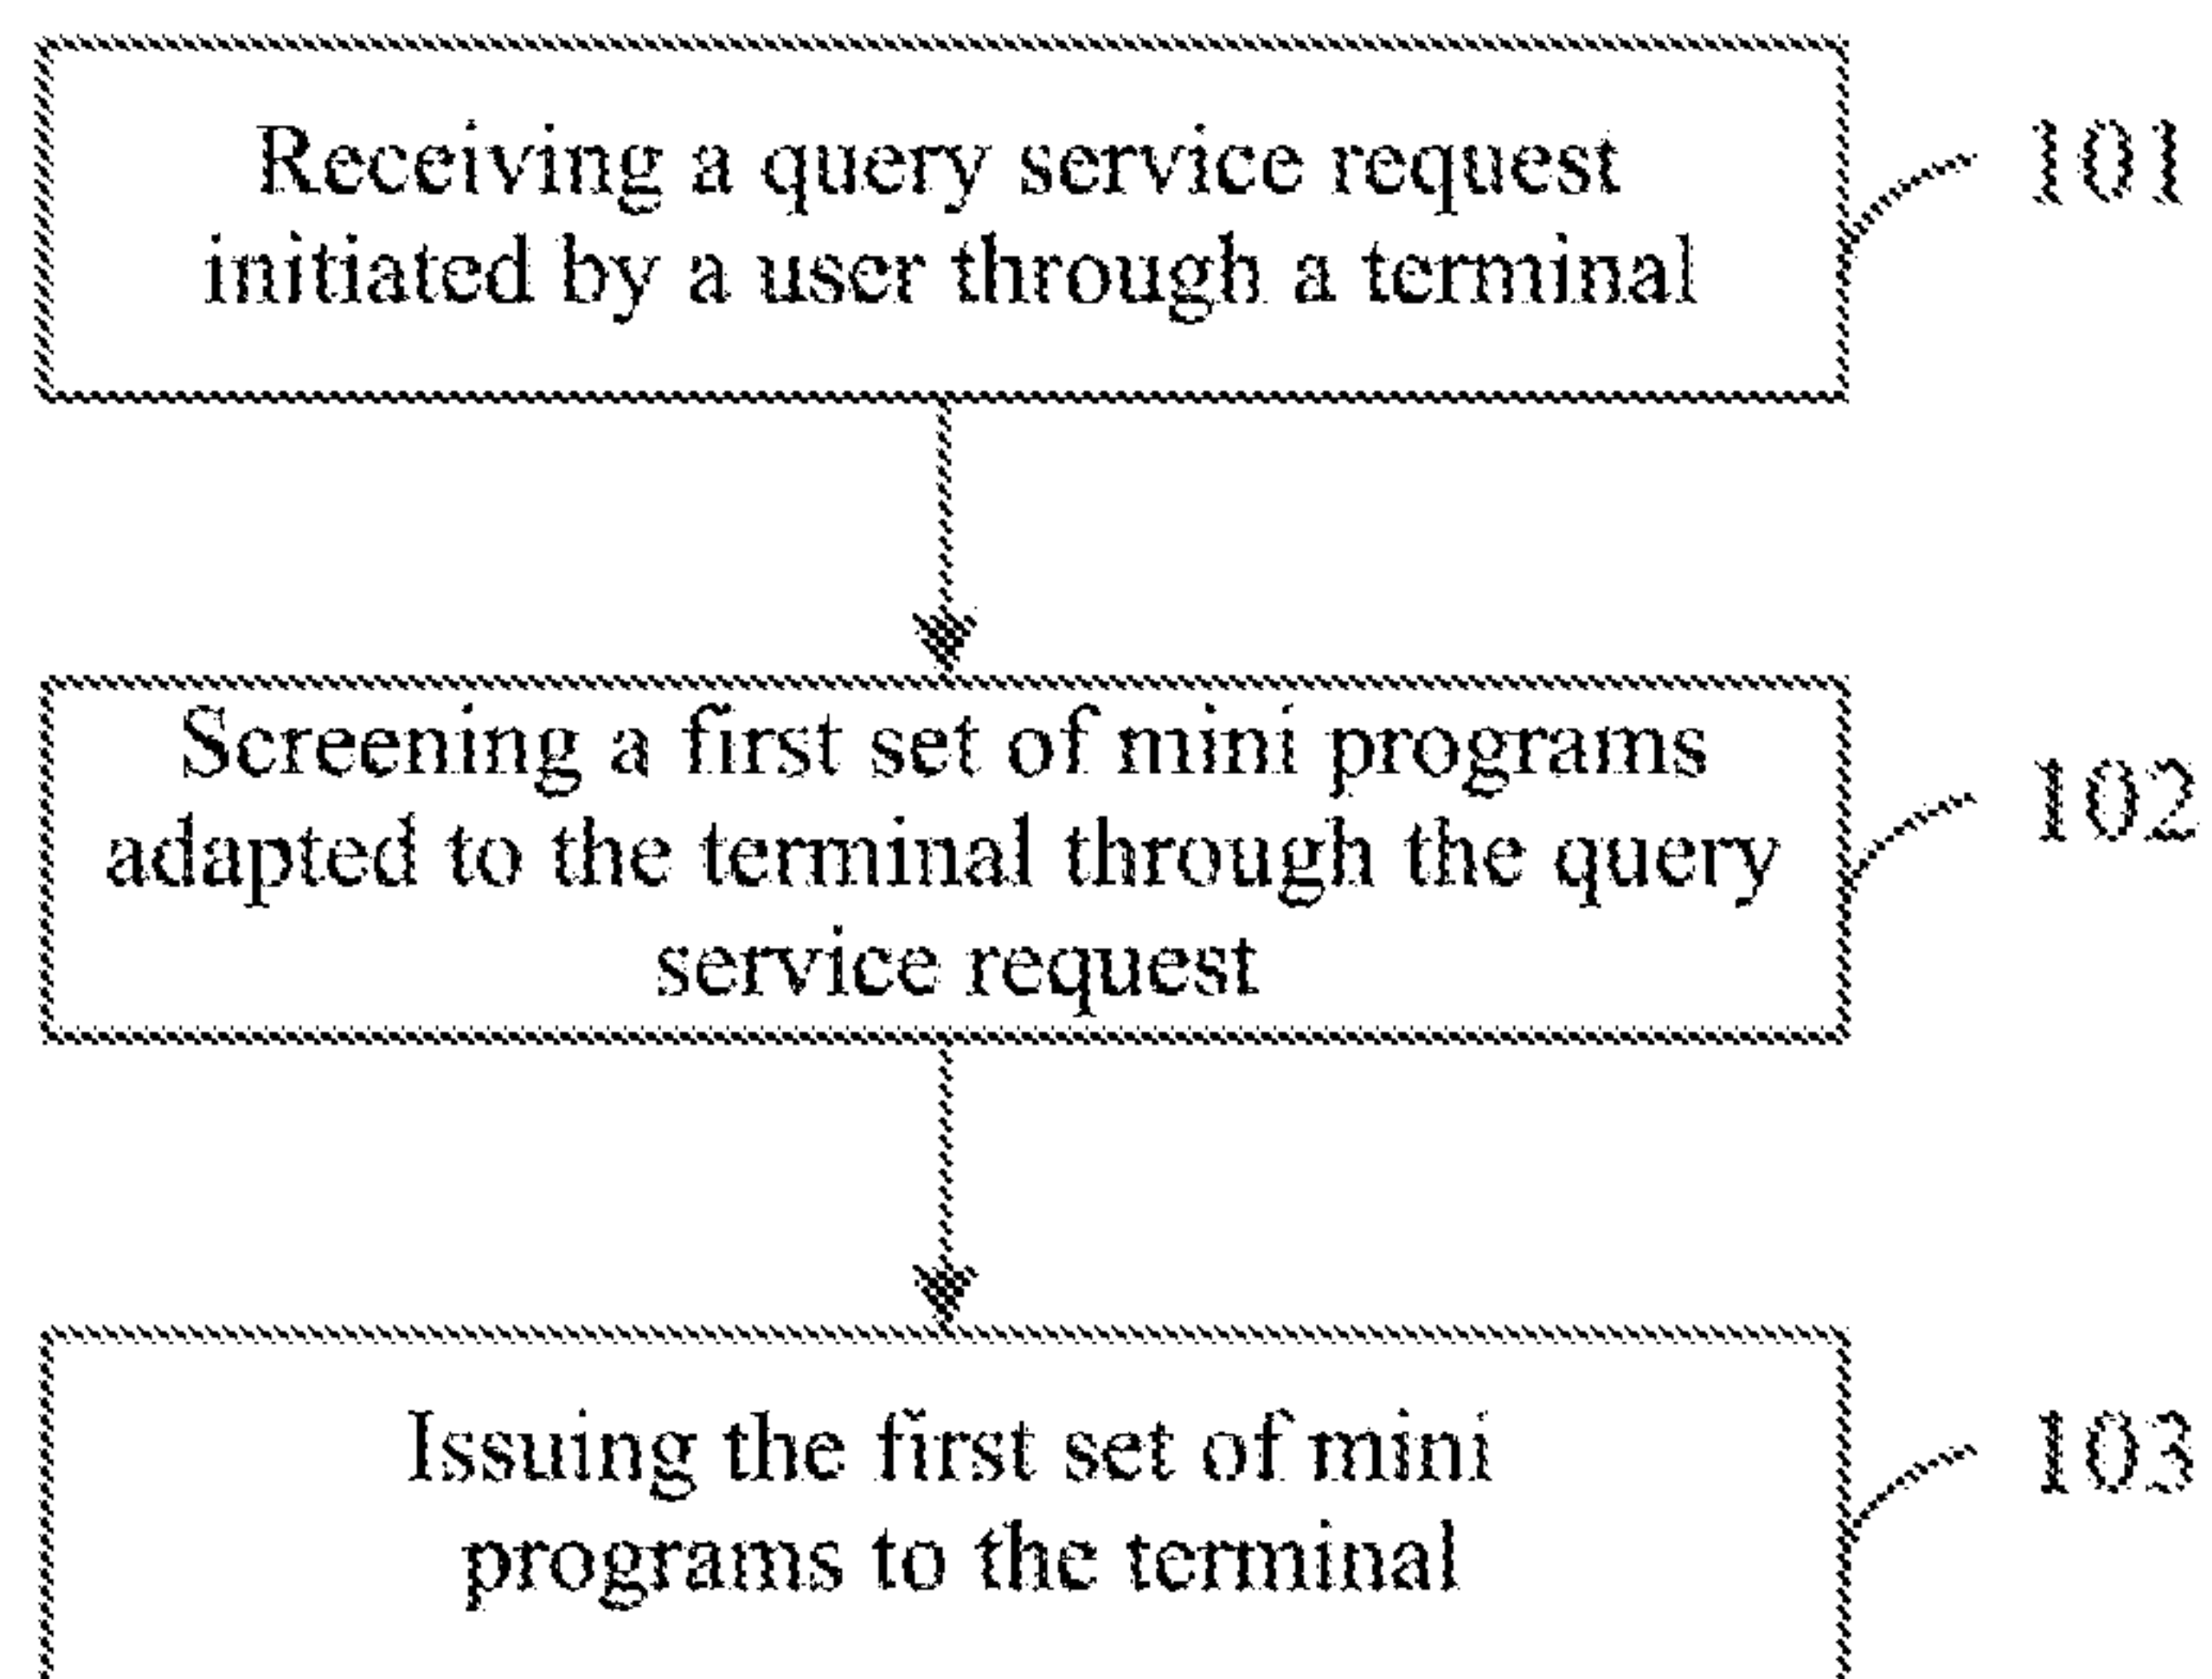 Receiving a query service request
initiated by a user through a terminal
101
Screening a first set of mini programs
adapted to the terminal through the query
service request
102
Issuing the first set of mini
programs to the terminal
103